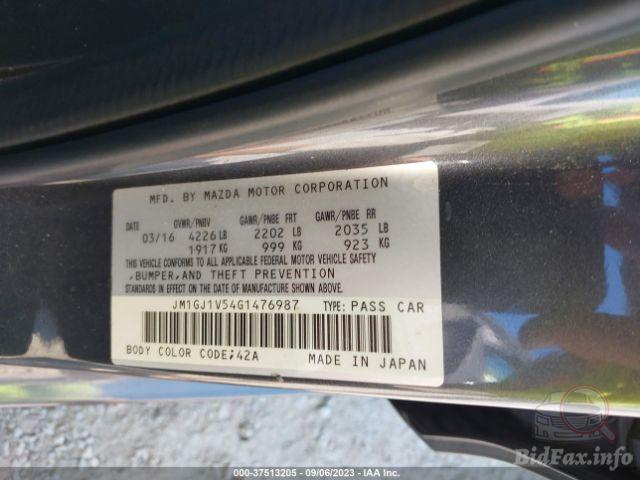 MFD. BY MAZDA MOTOR CORPORATION
DATE GVWR/PNBV GAWR/PNBE FRT GAWR/PNBE RR
03/16 4226 LB 2202 LB 2035 LB
1917 KG 999 KG 923 KG
THIS VEHICLE CONFORMS TO ALL APPLICABLE FEDERAL MOTOR VEHICLE SAFETY
,BUMPER,AND THEFT PREVENTION
STANDARDS IN EFFECT ON THE DATE OF MANUFACTURE SHOWN ABOVE.
JM1GJ1V54G1476987 TYPE: PASS CAR
BODY COLOR CODE;42A MADE IN JAPAN
BidFax.info
000-37513205 - 09/06/2023 - IAA Inc.